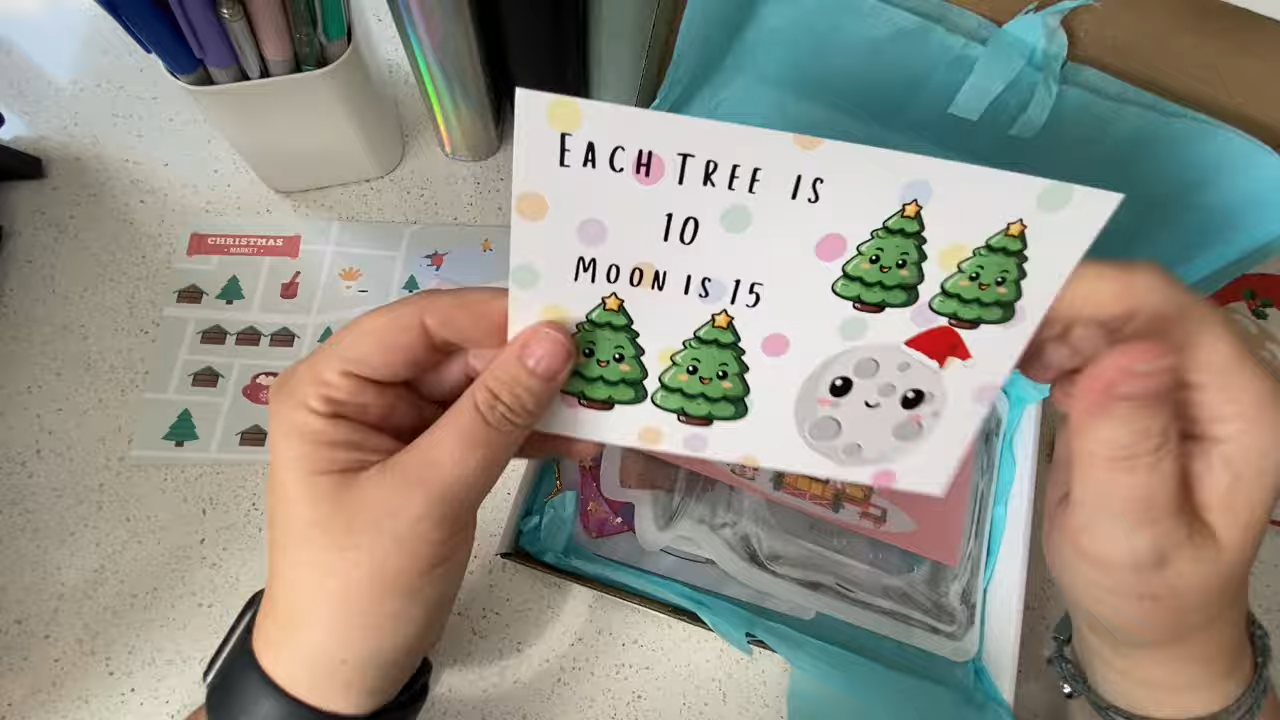 CHRISTMAS
• MARKET •
EACH TREE IS
10
MOON IS 15